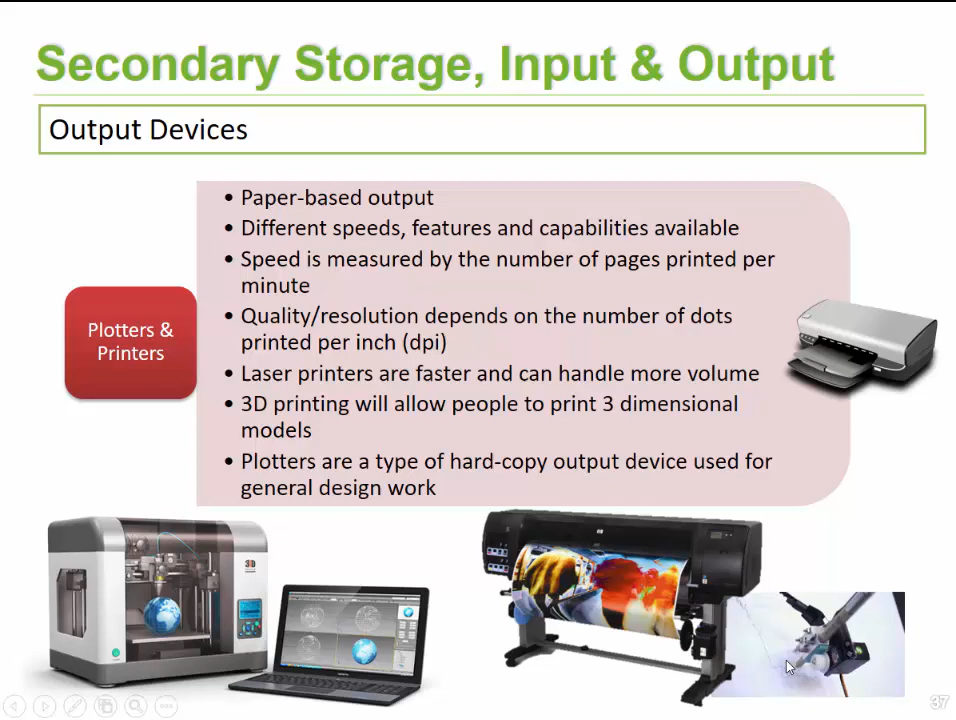 Secondary Storage, Input & Output
Output Devices
• Paper-based output
• Different speeds, features and capabilities available
• Speed is measured by the number of pages printed per
minute
Plotters &
Printers
• Quality/resolution depends on the number of dots
printed per inch (dpi)
• Laser printers are faster and can handle more volume
• 3D printing will allow people to print 3 dimensional
models
• Plotters are a type of hard-copy output device used for
general design work
3D
hp
37